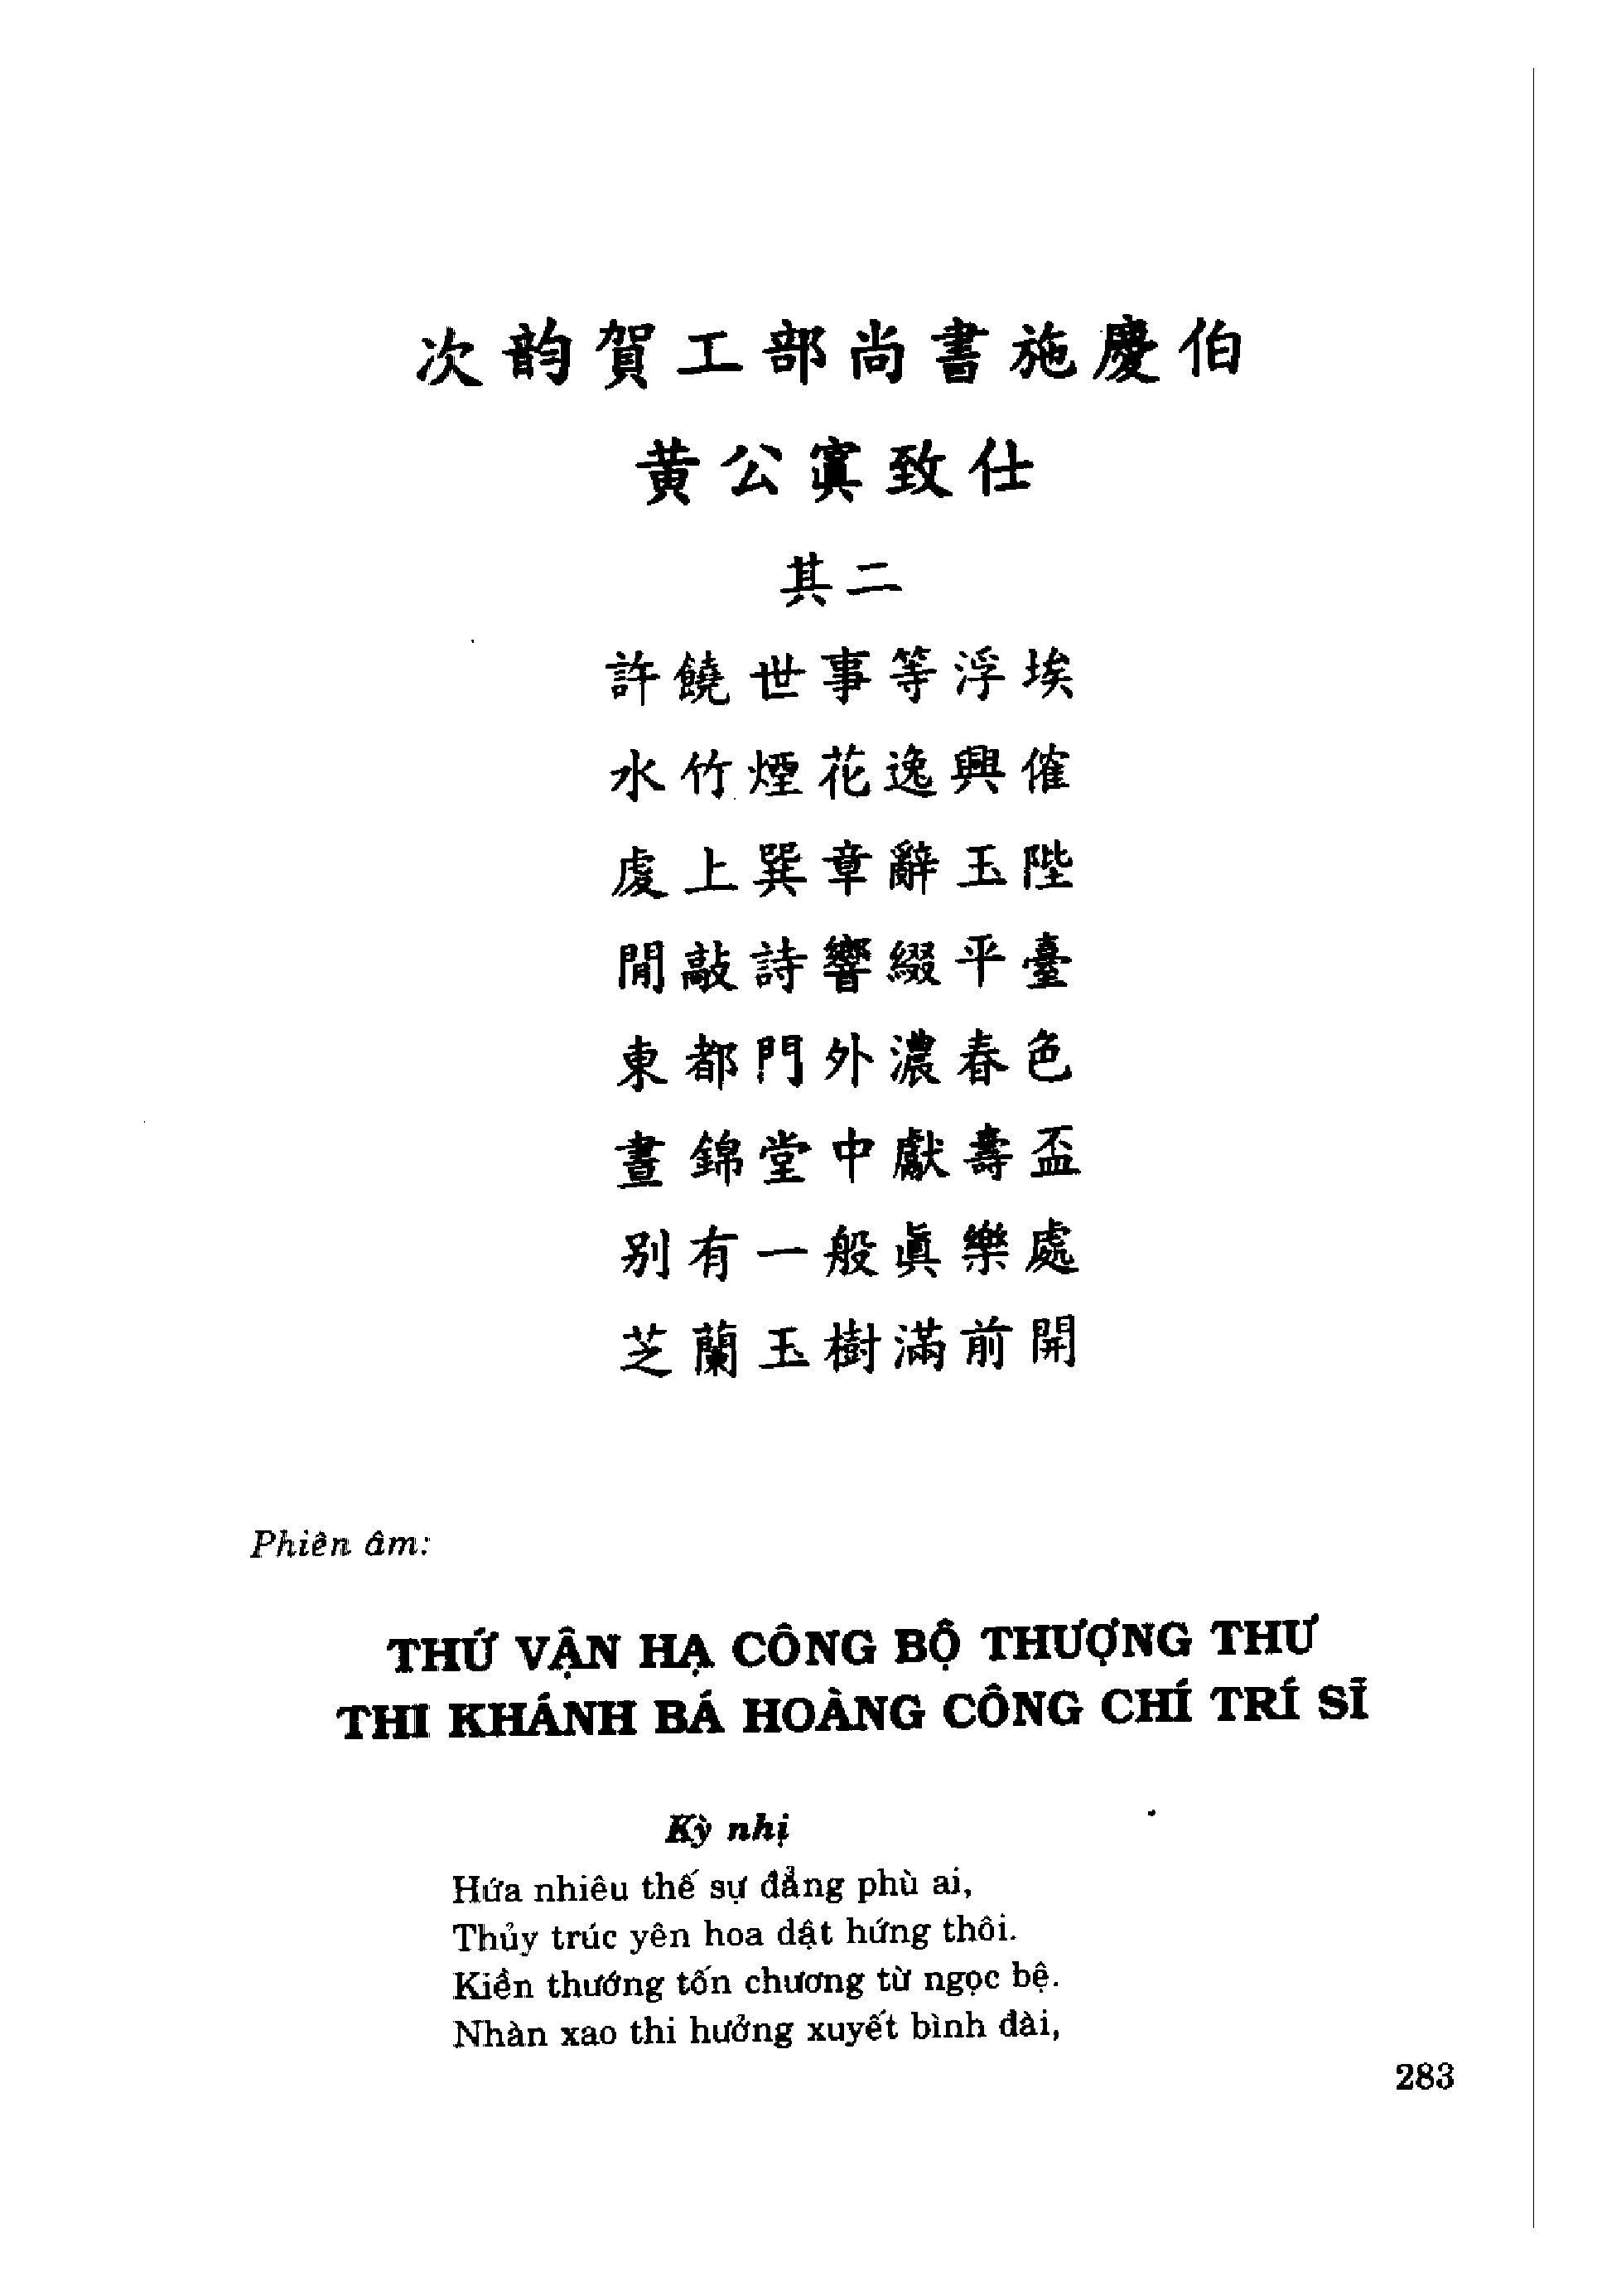 次韵賀工部尚書施慶伯
黄公寘致仕
其二
許饒世事等浮埃
水竹煙花逸興催
虔上巽章辭玉陛
閒敲詩響綴平臺
東都門外濃春色
晝錦堂中獻壽盃
别有一般眞樂處
芝蘭玉樹滿前開
Phiên âm:
THỨ VẬN HẠ CÔNG BỘ THƯỢNG THƯ
THI KHÁNH BÁ HOÀNG CÔNG CHÍ TRÍ SĨ
Kỳ nhị
Hứa nhiêu thế sự đẳng phù ai,
Thủy trúc yên hoa dật hứng thôi.
Kiền thướng tốn chương từ ngọc bệ.
Nhàn xao thi hưởng xuyết bình đài,
283